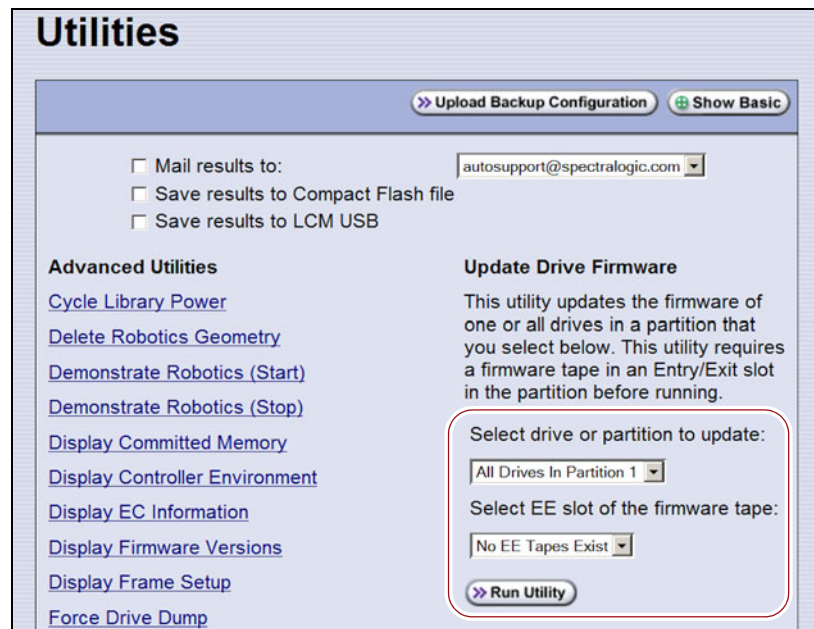 Utilities
Upload Backup Configuration
Show Basic
Mail results to:
autosupport@spectralogic.com
Save results to Compact Flash file
Save results to LCM USB
Advanced Utilities
Cycle Library Power
Delete Robotics Geometry
Demonstrate Robotics (Start)
Demonstrate Robotics (Stop)
Display Committed Memory
Display Controller Environment
Display EC Information
Display Firmware Versions
Display Frame Setup
Force Drive Dump
Update Drive Firmware
This utility updates the firmware of
one or all drives in a partition that
you select below. This utility requires
a firmware tape in an Entry/Exit slot
in the partition before running.
Select drive or partition to update:
All Drives In Partition 1
Select EE slot of the firmware tape:
No EE Tapes Exist
Run Utility